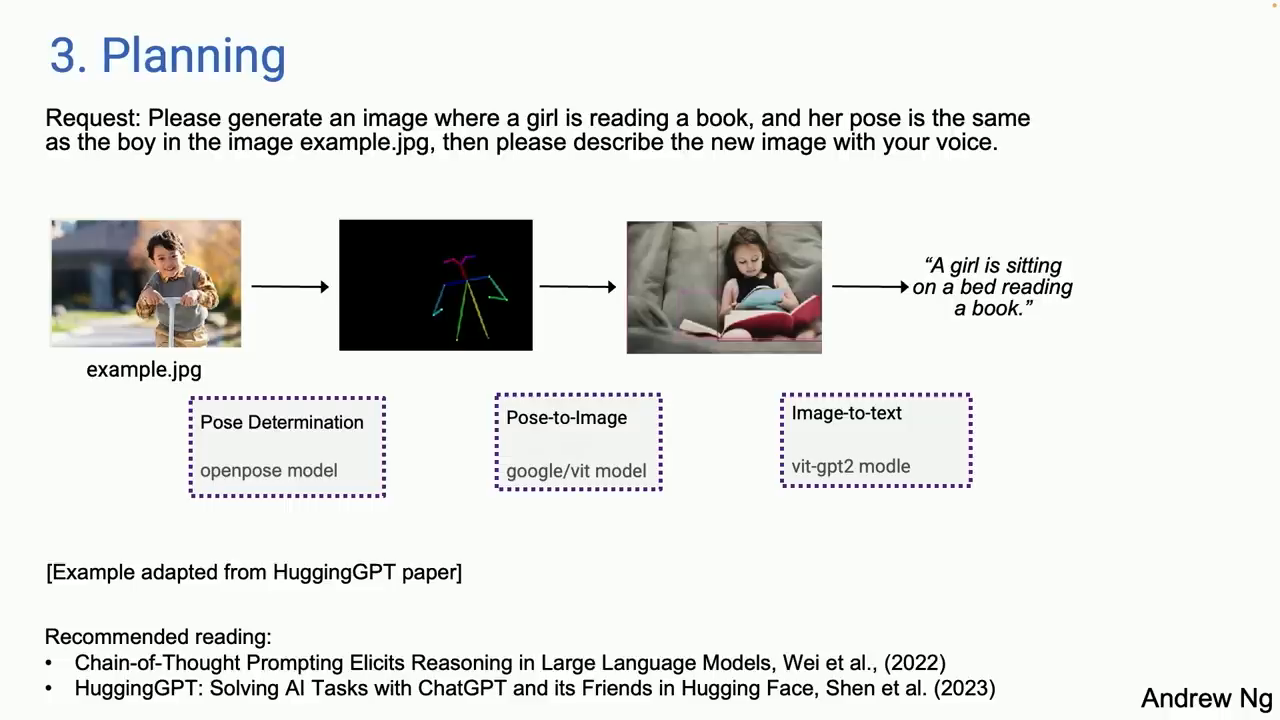 3. Planning
Request: Please generate an image where a girl is reading a book, and her pose is the same
as the boy in the image example.jpg, then please describe the new image with your voice.
“A girl is sitting
on a bed reading
a book.”
example.jpg
Pose Determination
openpose model
Pose-to-Image
google/vit model
Image-to-text
vit-gpt2 modle
[Example adapted from HuggingGPT paper]
Recommended reading:
• Chain-of-Thought Prompting Elicits Reasoning in Large Language Models, Wei et al., (2022)
• HuggingGPT: Solving AI Tasks with ChatGPT and its Friends in Hugging Face, Shen et al. (2023)
Andrew Ng